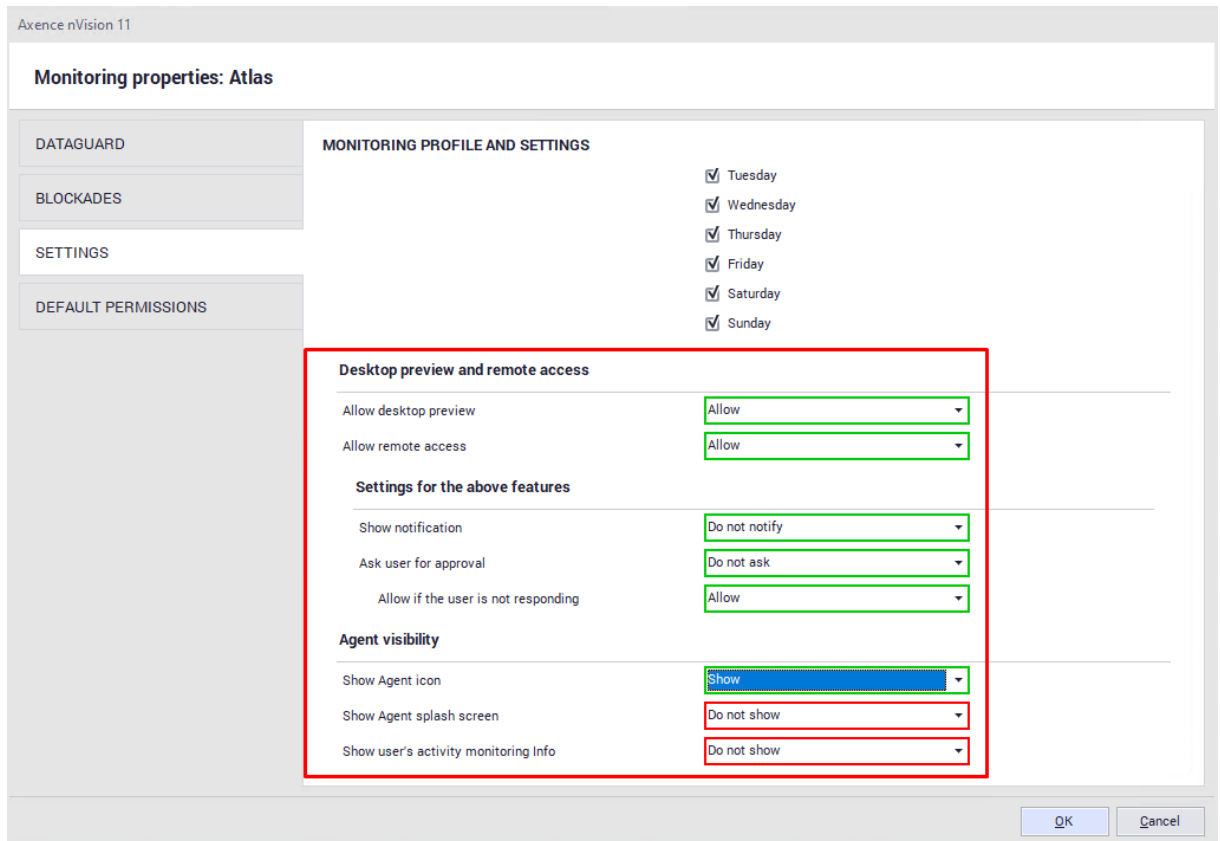 Axence nVision 11
Monitoring properties: Atlas
DATAGUARD
BLOCKADES
SETTINGS
DEFAULT PERMISSIONS
MONITORING PROFILE AND SETTINGS
Tuesday
Wednesday
Thursday
Friday
Saturday
Sunday
Desktop preview and remote access
Allow desktop preview Allow
Allow remote access Allow
Settings for the above features
Show notification Do not notify
Ask user for approval Do not ask
Allow if the user is not responding Allow
Agent visibility
Show Agent icon Show
Show Agent splash screen Do not show
Show user's activity monitoring Info Do not show
OK Cancel